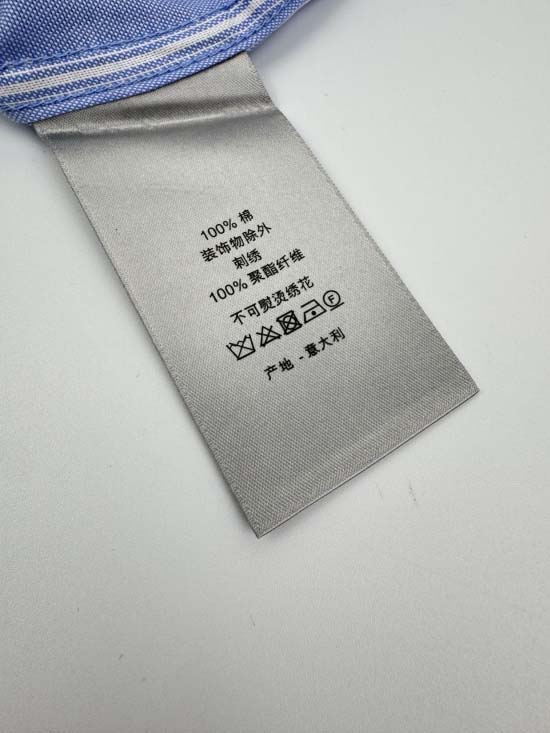 100% 棉
装饰物除外
刺绣
100% 聚酯纤维
不可熨烫绣花
F
产地 - 意大利